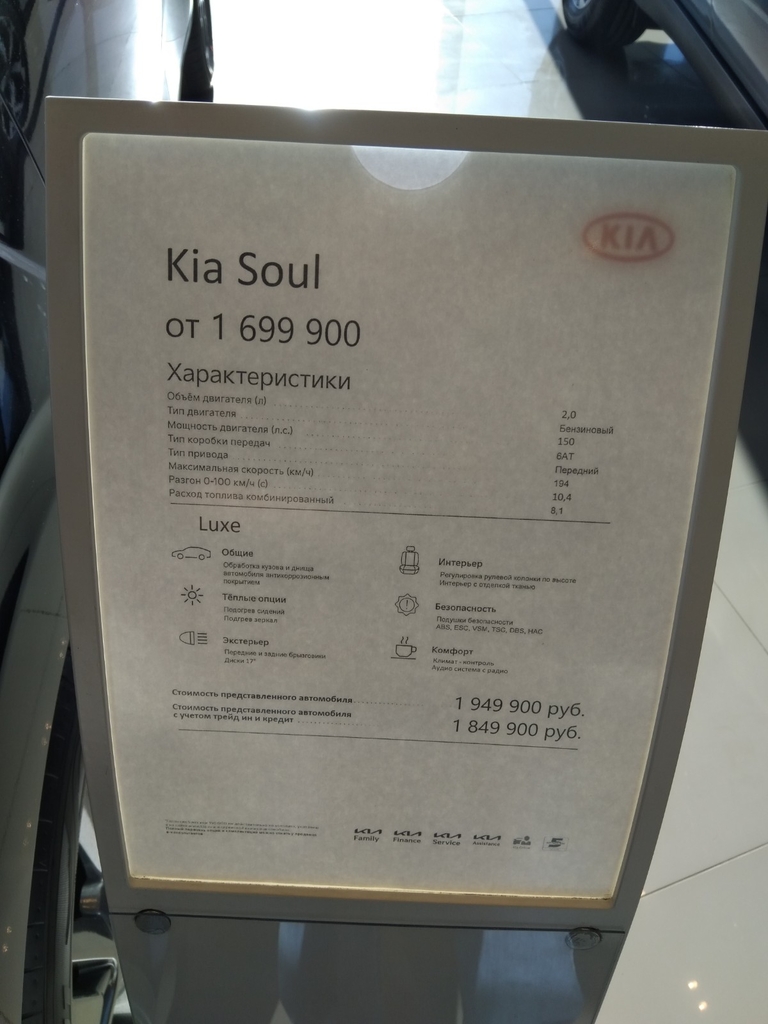 KIA
Kia Soul
от 1 699 900
Характеристики
Объём двигателя (л) 2,0
Тип двигателя Бензиновый
Мощность двигателя (л.с.) 150
Тип коробки передач 6AT
Тип привода Передний
Максимальная скорость (км/ч) 194
Разгон 0-100 км/ч (с) 10,4
Расход топлива комбинированный 8,1
Luxe
Общие
Обработка кузова и днища
автомобиля антикоррозионным
покрытием
Тёплые опции
Подогрев сидений
Подогрев зеркал
Экстерьер
Передние и задние брызговики
Диски 17"
Интерьер
Регулировка рулевой колонки по высоте
Интерьер с отделкой тканью
Безопасность
Подушки безопасности
ABS, ESC, VSM, TSC, DBS, HAC
Комфорт
Климат - контроль
Аудио система с радио
Стоимость представленного автомобиля 1 949 900 руб.
Стоимость представленного автомобиля
с учетом трейд ин и кредит 1 849 900 руб.
KIA Family
KIA Finance
KIA Service
KIA Assistance